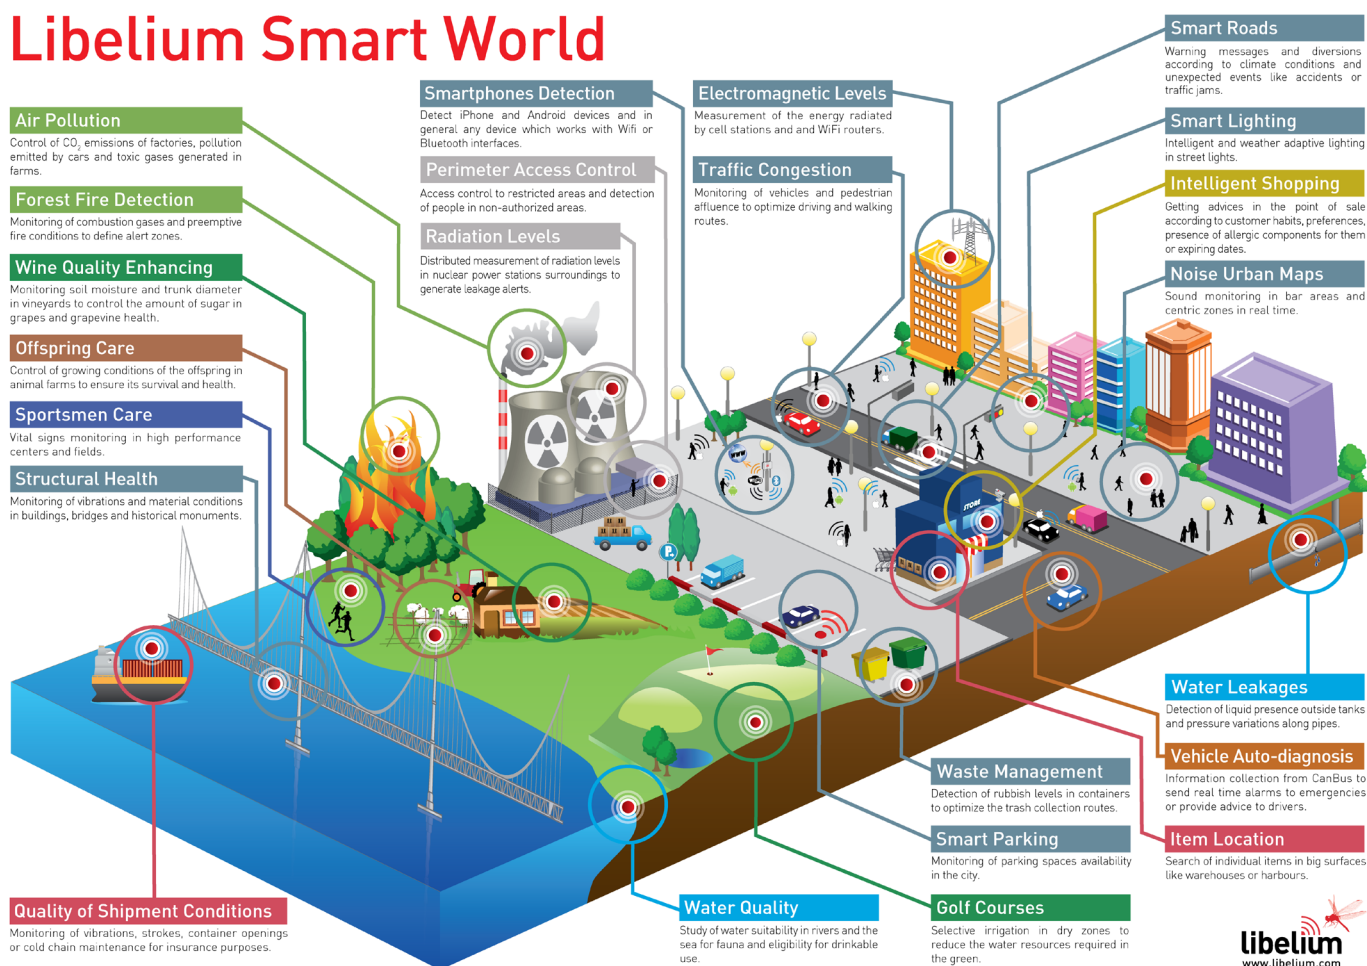 Libelium Smart World
Air Pollution
Control of CO₂ emissions of factories, pollution
emitted by cars and toxic gases generated in
farms.
Forest Fire Detection
Monitoring of combustion gases and preemptive
fire conditions to define alert zones.
Wine Quality Enhancing
Monitoring soil moisture and trunk diameter
in vineyards to control the amount of sugar in
grapes and grapevine health.
Offspring Care
Control of growing conditions of the offspring in
animal farms to ensure its survival and health.
Sportsmen Care
Vital signs monitoring in high performance
centers and fields.
Structural Health
Monitoring of vibrations and material conditions
in buildings, bridges and historical monuments.
Quality of Shipment Conditions
Monitoring of vibrations, strokes, container openings
or cold chain maintenance for insurance purposes.
Smartphones Detection
Detect iPhone and Android devices and in
general any device which works with Wifi or
Bluetooth interfaces.
Perimeter Access Control
Access control to restricted areas and detection
of people in non-authorized areas.
Radiation Levels
Distributed measurement of radiation levels
in nuclear power stations surroundings to
generate leakage alerts.
Electromagnetic Levels
Measurement of the energy radiated
by cell stations and and WiFi routers.
Traffic Congestion
Monitoring of vehicles and pedestrian
affluence to optimize driving and walking
routes.
Smart Roads
Warning messages and diversions
according to climate conditions and
unexpected events like accidents or
traffic jams.
Smart Lighting
Intelligent and weather adaptive lighting
in street lights.
Intelligent Shopping
Getting advices in the point of sale
according to customer habits, preferences,
presence of allergic components for them
or expiring dates.
Noise Urban Maps
Sound monitoring in bar areas and
centric zones in real time.
www
STORE
P
Water Leakages
Detection of liquid presence outside tanks
and pressure variations along pipes.
Vehicle Auto-diagnosis
Information collection from CanBus to
send real time alarms to emergencies
or provide advice to drivers.
Item Location
Search of individual items in big surfaces
like warehouses or harbours.
Waste Management
Detection of rubbish levels in containers
to optimize the trash collection routes.
Smart Parking
Monitoring of parking spaces availability
in the city.
Golf Courses
Selective irrigation in dry zones to
reduce the water resources required in
the green.
Water Quality
Study of water suitability in rivers and the
sea for fauna and eligibility for drinkable
use.
libelium
www.libelium.com